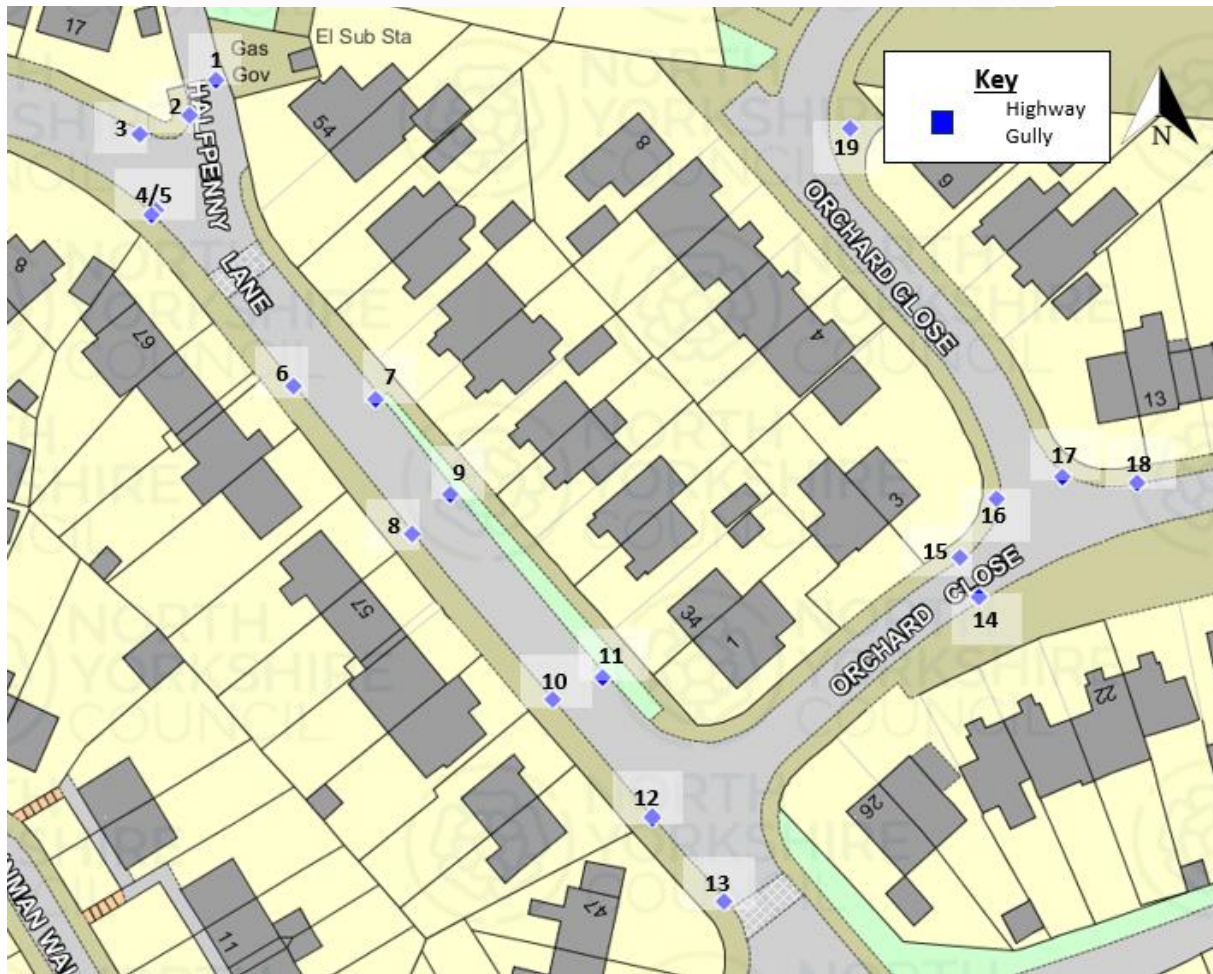 17
El Sub Sta
Gas
Gov
1
2
3
HALFPENNY
LANE
4/5
54
8
67
6
7
9
8
57
10
11
12
13
47
11
34
1
3
4
8
6
13
ORCHARD CLOSE
ORCHARD CLOSE
14
15
16
17
18
19
22
26
Key
Highway
Gully
N
NORTH
YORKSHIRE
COUNCIL